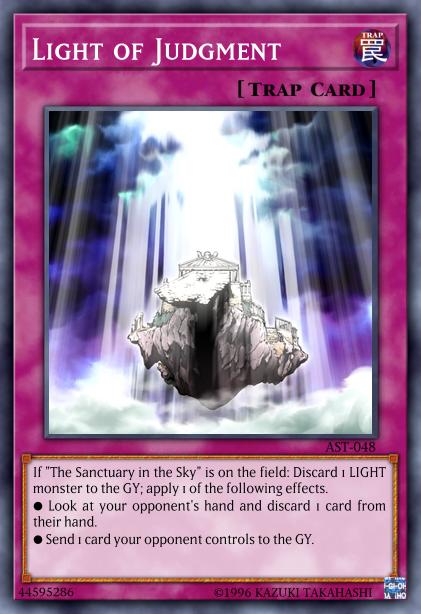 LIGHT OF JUDGMENT
TRAP
罠
[TRAP CARD]
AST-048
If "The Sanctuary in the Sky" is on the field: Discard 1 LIGHT
monster to the GY; apply 1 of the following effects.
● Look at your opponent's hand and discard 1 card from
their hand.
● Send 1 card your opponent controls to the GY.
44595286
©1996 KAZUKI TAKAHASHI